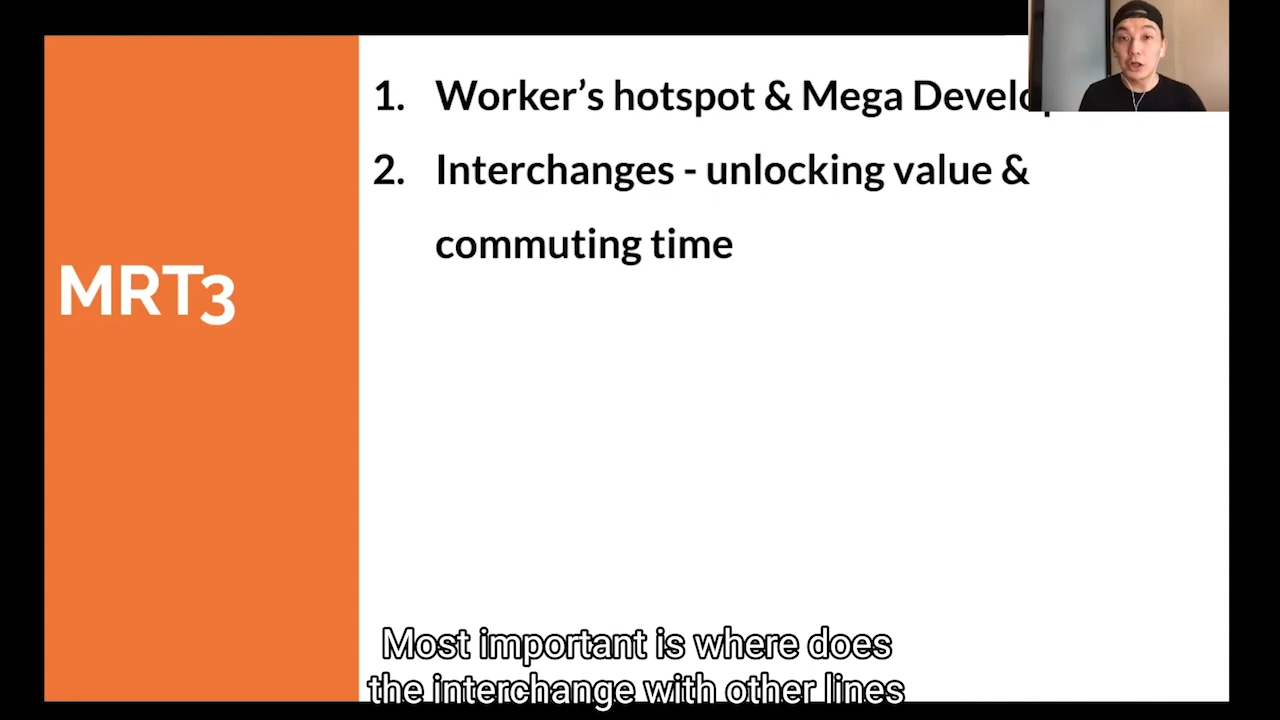 MRT3
1. Worker's hotspot & Mega
2. Interchanges - unlocking value &
commuting time
Most important is where does
the interchange with other lines